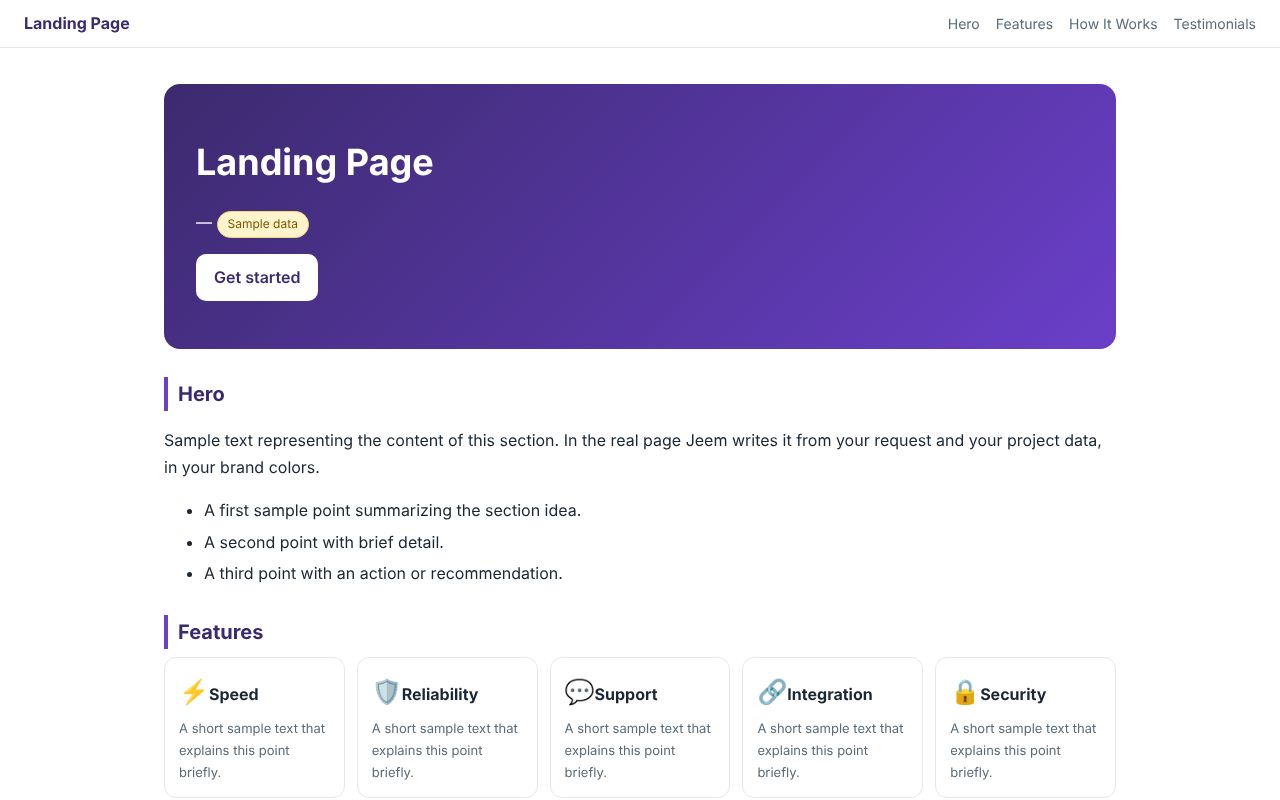 Landing Page
Hero Features How It Works Testimonials
Landing Page
— Sample data
Get started
Hero
Sample text representing the content of this section. In the real page Jeem writes it from your request and your project data,
in your brand colors.
• A first sample point summarizing the section idea.
• A second point with brief detail.
• A third point with an action or recommendation.
Features
Speed
A short sample text that
explains this point
briefly.
Reliability
A short sample text that
explains this point
briefly.
Support
A short sample text that
explains this point
briefly.
Integration
A short sample text that
explains this point
briefly.
Security
A short sample text that
explains this point
briefly.